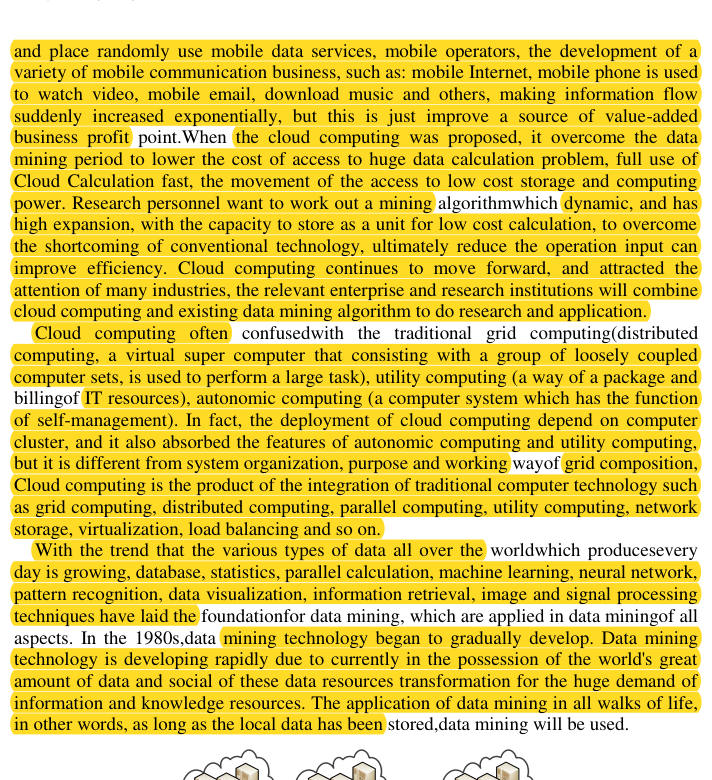 and place randomly use mobile data services, mobile operators, the development of a
variety of mobile communication business, such as: mobile Internet, mobile phone is used
to watch video, mobile email, download music and others, making information flow
suddenly increased exponentially, but this is just improve a source of value-added
business profit point.When the cloud computing was proposed, it overcome the data
mining period to lower the cost of access to huge data calculation problem, full use of
Cloud Calculation fast, the movement of the access to low cost storage and computing
power. Research personnel want to work out a mining algorithmwhich dynamic, and has
high expansion, with the capacity to store as a unit for low cost calculation, to overcome
the shortcoming of conventional technology, ultimately reduce the operation input can
improve efficiency. Cloud computing continues to move forward, and attracted the
attention of many industries, the relevant enterprise and research institutions will combine
cloud computing and existing data mining algorithm to do research and application.
Cloud computing often confusedwith the traditional grid computing(distributed
computing, a virtual super computer that consisting with a group of loosely coupled
computer sets, is used to perform a large task), utility computing (a way of a package and
billingof IT resources), autonomic computing (a computer system which has the function
of self-management). In fact, the deployment of cloud computing depend on computer
cluster, and it also absorbed the features of autonomic computing and utility computing,
but it is different from system organization, purpose and working wayof grid composition,
Cloud computing is the product of the integration of traditional computer technology such
as grid computing, distributed computing, parallel computing, utility computing, network
storage, virtualization, load balancing and so on.
With the trend that the various types of data all over the worldwhich producesevery
day is growing, database, statistics, parallel calculation, machine learning, neural network,
pattern recognition, data visualization, information retrieval, image and signal processing
techniques have laid the foundationfor data mining, which are applied in data miningof all
aspects. In the 1980s,data mining technology began to gradually develop. Data mining
technology is developing rapidly due to currently in the possession of the world's great
amount of data and social of these data resources transformation for the huge demand of
information and knowledge resources. The application of data mining in all walks of life,
in other words, as long as the local data has been stored,data mining will be used.